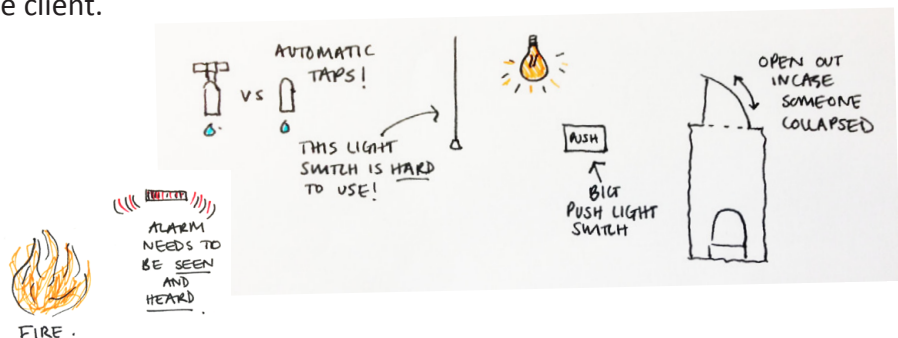 e client.
AUTOMATIC
TAPS!
VS
THIS LIGHT
SWITCH IS HARD
TO USE!
PUSH
BIG
PUSH LIGHT
SWITCH
OPEN OUT
INCASE
SOMEONE
COLLAPSED
ALARM
NEEDS TO
BE SEEN
AND
HEARD.
FIRE.